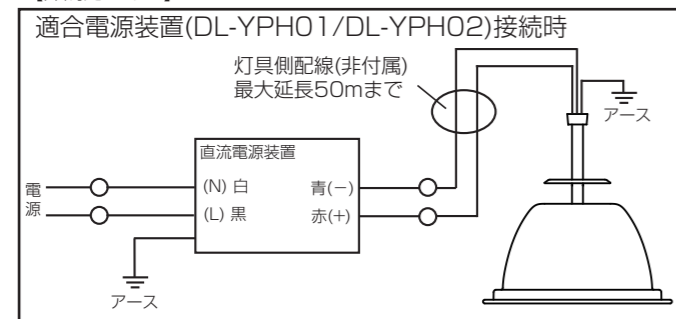 適合電源装置(DL-YPH01/DL-YPH02)接続時
灯具側配線(非付属)
最大延長50mまで
アース
直流電源装置
電源
(N) 白
青(−)
(L) 黒
赤(+)
アース